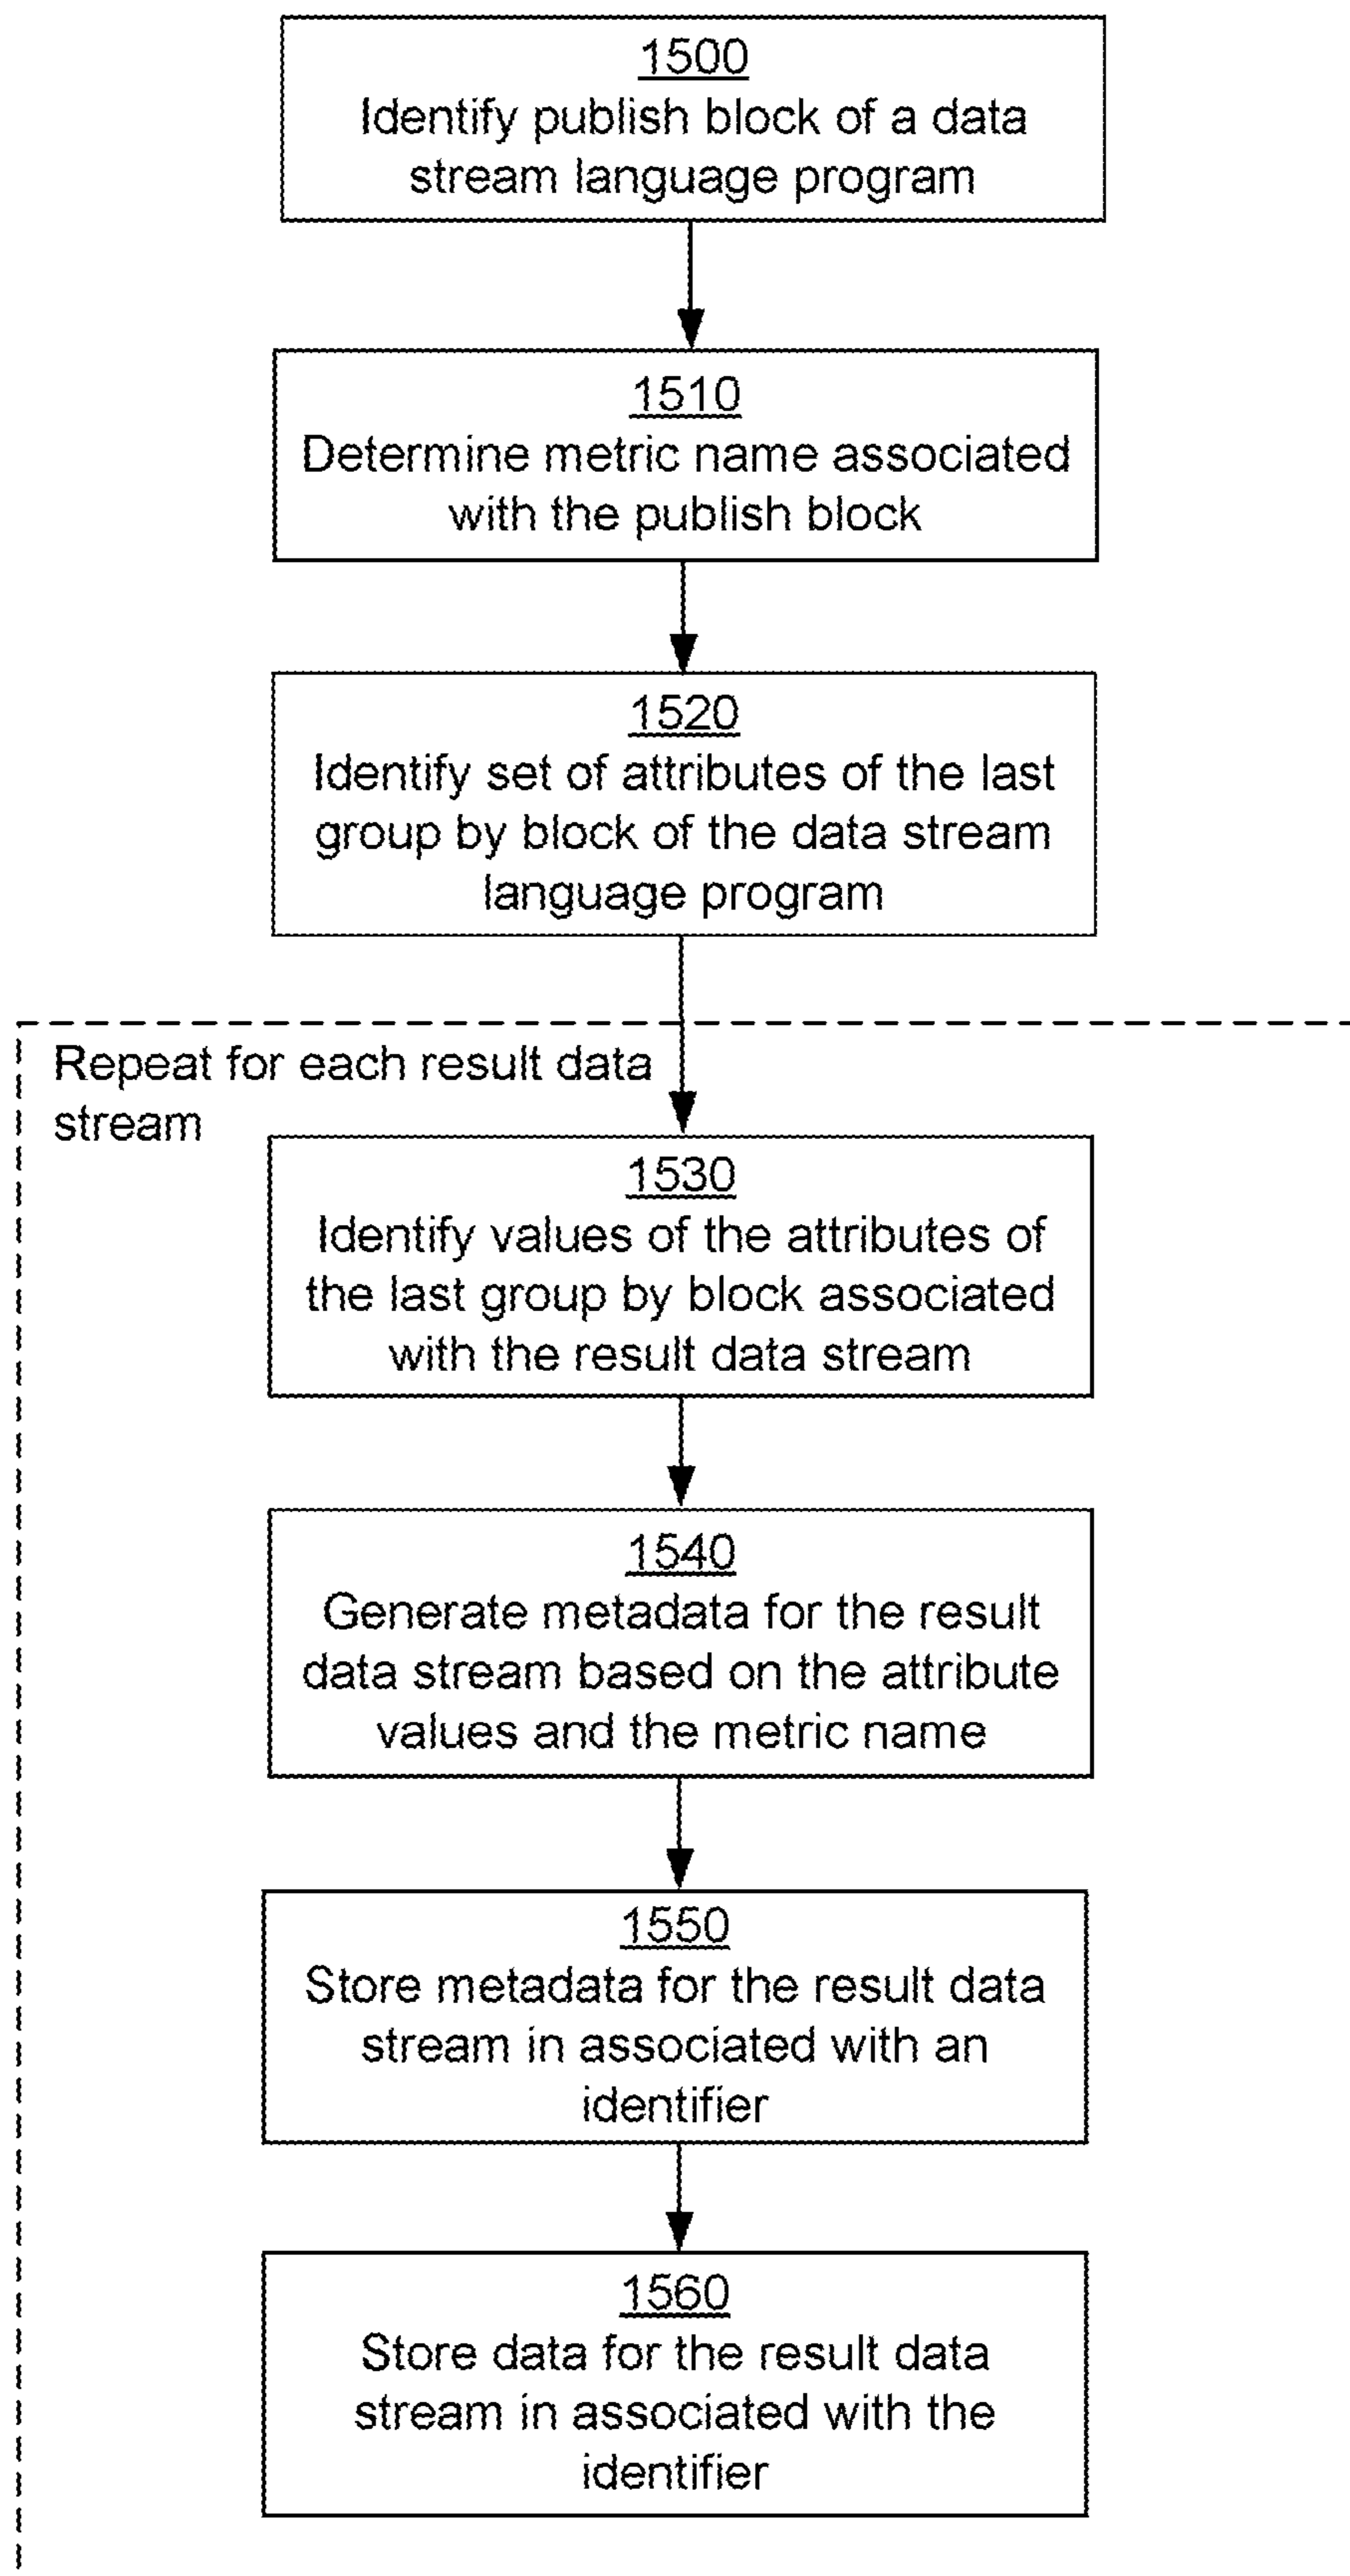 1500
Identify publish block of a data
stream language program
1510
Determine metric name associated
with the publish block
1520
Identify set of attributes of the last
group by block of the data stream
language program
Repeat for each result data
stream
1530
Identify values of the attributes of
the last group by block associated
with the result data stream
1540
Generate metadata for the result
data stream based on the attribute
values and the metric name
1550
Store metadata for the result data
stream in associated with an
identifier
1560
Store data for the result data
stream in associated with the
identifier